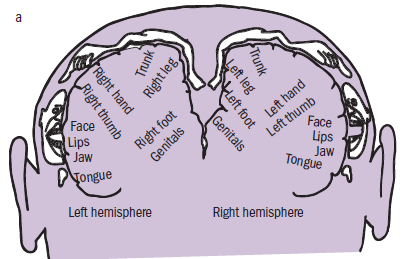 a
Trunk
Right leg
Right hand
Right thumb
Right foot
Genitals
Face
Lips
Jaw
Tongue
Left hemisphere
Trunk
Left leg
Left foot
Genitals
Left hand
Left thumb
Face
Lips
Jaw
Tongue
Right hemisphere